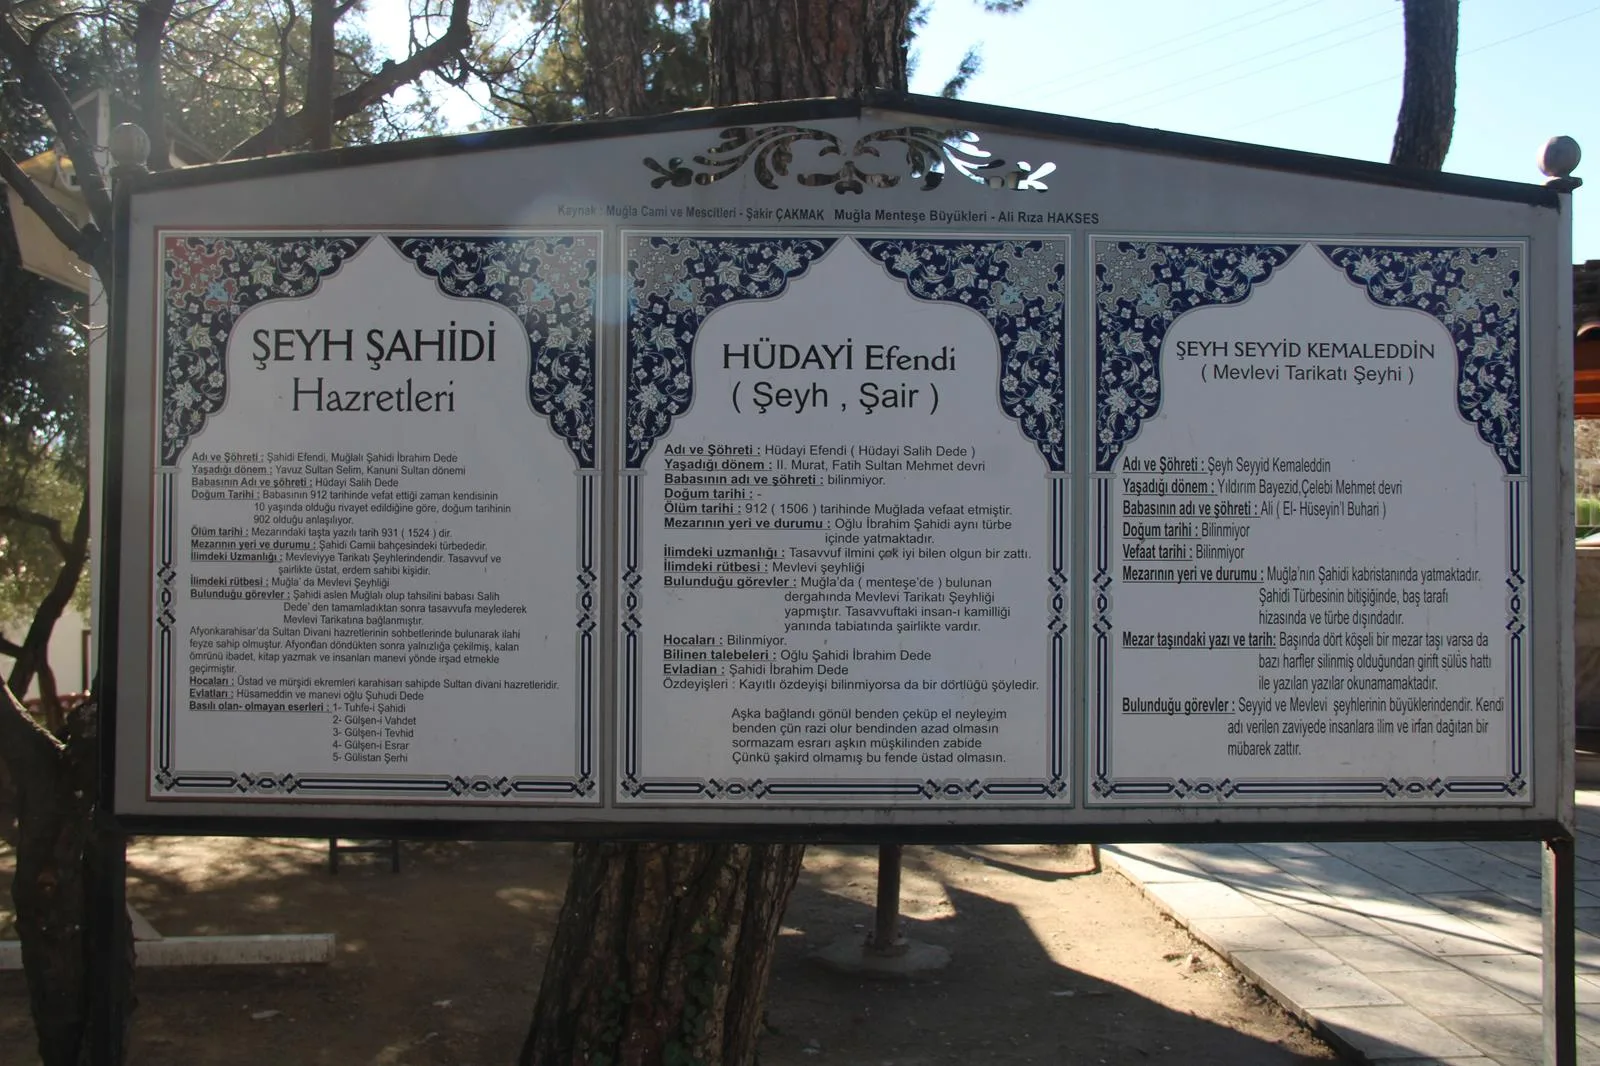 Kaynak : Muğla Cami ve Mescitleri - Şakir ÇAKMAK Muğla Menteşe Büyükleri - Ali Rıza HAKSES
ŞEYH ŞAHİDİ
Hazretleri
Adı ve Şöhreti : Şahidi Efendi, Muğlalı Şahidi İbrahim Dede
Yaşadığı dönem : Yavuz Sultan Selim, Kanuni Sultan dönemi
Babasının Adı ve şöhreti : Hüdayi Salih Dede
Doğum Tarihi : Babasının 912 tarihinde vefat ettiği zaman kendisinin
10 yaşında olduğu rivayet edildiğine göre, doğum tarihinin
902 olduğu anlaşılıyor.
Ölüm tarihi : Mezarındaki taşta yazılı tarih 931 ( 1524 ) dir.
Mezarının yeri ve durumu : Şahidi Camii bahçesindeki türbededir.
İlimdeki Uzmanlığı : Mevleviyye Tarikatı Şeyhlerindendir. Tasavvuf ve
şairlikte üstat, erdem sahibi kişidir.
İlimdeki rütbesi : Muğla' da Mevlevi Şeyhliği
Bulunduğu görevler : Şahidi aslen Muğlalı olup tahsilini babası Salih
Dede' den tamamladıktan sonra tasavvufa meylederek
Mevlevi Tarikatına bağlanmıştır.
Afyonkarahisar'da Sultan Divani hazretlerinin sohbetlerinde bulunarak ilahi
feyze sahip olmuştur. Afyondan döndükten sonra yalnızlığa çekilmiş, kalan
ömrünü ibadet, kitap yazmak ve insanları manevi yönde irşad etmekle
geçirmiştir.
Hocaları : Üstad ve mürşidi ekremleri karahisarı sahipde Sultan divani hazretleridir.
Evlatları : Hüsameddin ve manevi oğlu Şuhudi Dede
Basılı olan- olmayan eserleri : 1- Tuhfe-i Şahidi
2- Gülşen-i Vahdet
3- Gülşen-i Tevhid
4- Gülşen-i Esrar
5- Gülistan Şerhi
HÜDAYİ Efendi
( Şeyh , Şair )
Adı ve Şöhreti : Hüdayi Efendi ( Hüdayi Salih Dede )
Yaşadığı dönem : II. Murat, Fatih Sultan Mehmet devri
Babasının adı ve şöhreti : bilinmiyor.
Doğum tarihi : -
Ölüm tarihi : 912 ( 1506 ) tarihinde Muğlada vefaat etmiştir.
Mezarının yeri ve durumu : Oğlu İbrahim Şahidi aynı türbe
içinde yatmaktadır.
İlimdeki uzmanlığı : Tasavvuf ilmini çok iyi bilen olgun bir zattı.
İlimdeki rütbesi : Mevlevi şeyhliği
Bulunduğu görevler : Muğla'da ( menteşe'de ) bulunan
dergahında Mevlevi Tarikatı Şeyhliği
yapmıştır. Tasavvuftaki insan-ı kamilliği
yanında tabiatında şairlikte vardır.
Hocaları : Bilinmiyor.
Bilinen talebeleri : Oğlu Şahidi İbrahim Dede
Evladian : Şahidi İbrahim Dede
Özdeyişleri : Kayıtlı özdeyişi bilinmiyorsa da bir dörtlüğü şöyledir.
Aşka bağlandı gönül benden çeküp el neyleyim
benden çün razi olur bendinden azad olmasın
sormazam esrarı aşkın müşkilinden zabide
Çünkü şakird olmamış bu fende üstad olmasın.
ŞEYH SEYYİD KEMALEDDİN
( Mevlevi Tarikatı Şeyhi )
Adı ve Şöhreti : Şeyh Seyyid Kemaleddin
Yaşadığı dönem : Yıldırım Bayezid,Çelebi Mehmet devri
Babasının adı ve şöhreti : Ali ( El- Hüseyin'l Buhari )
Doğum tarihi : Bilinmiyor
Vefaat tarihi : Bilinmiyor
Mezarının yeri ve durumu : Muğla'nın Şahidi kabristanında yatmaktadır.
Şahidi Türbesinin bitişiğinde, baş tarafı
hizasında ve türbe dışındadır.
Mezar taşındaki yazı ve tarih: Başında dört köşeli bir mezar taşı varsa da
bazı harfler silinmiş olduğundan girift sülüs hattı
ile yazılan yazılar okunamamaktadır.
Bulunduğu görevler : Seyyid ve Mevlevi şeyhlerinin büyüklerindendir. Kendi
adı verilen zaviyede insanlara ilim ve irfan dağıtan bir
mübarek zattır.